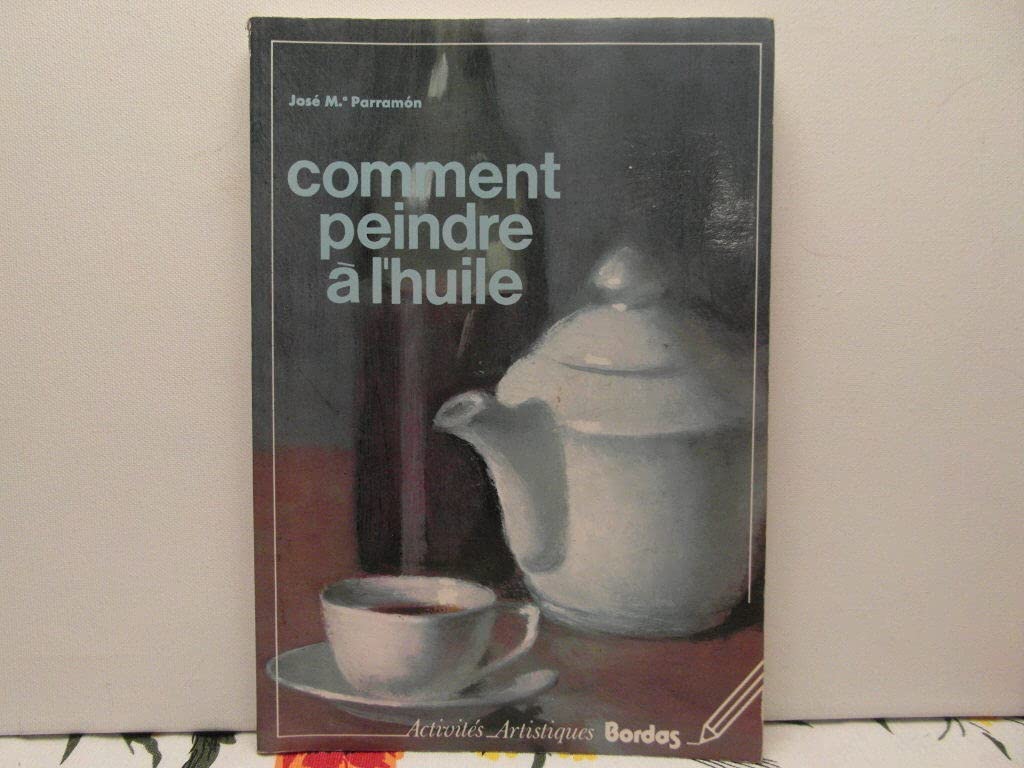 José M.ª Parramón
comment
peindre
à l'huile
Activités Artistiques Bordas